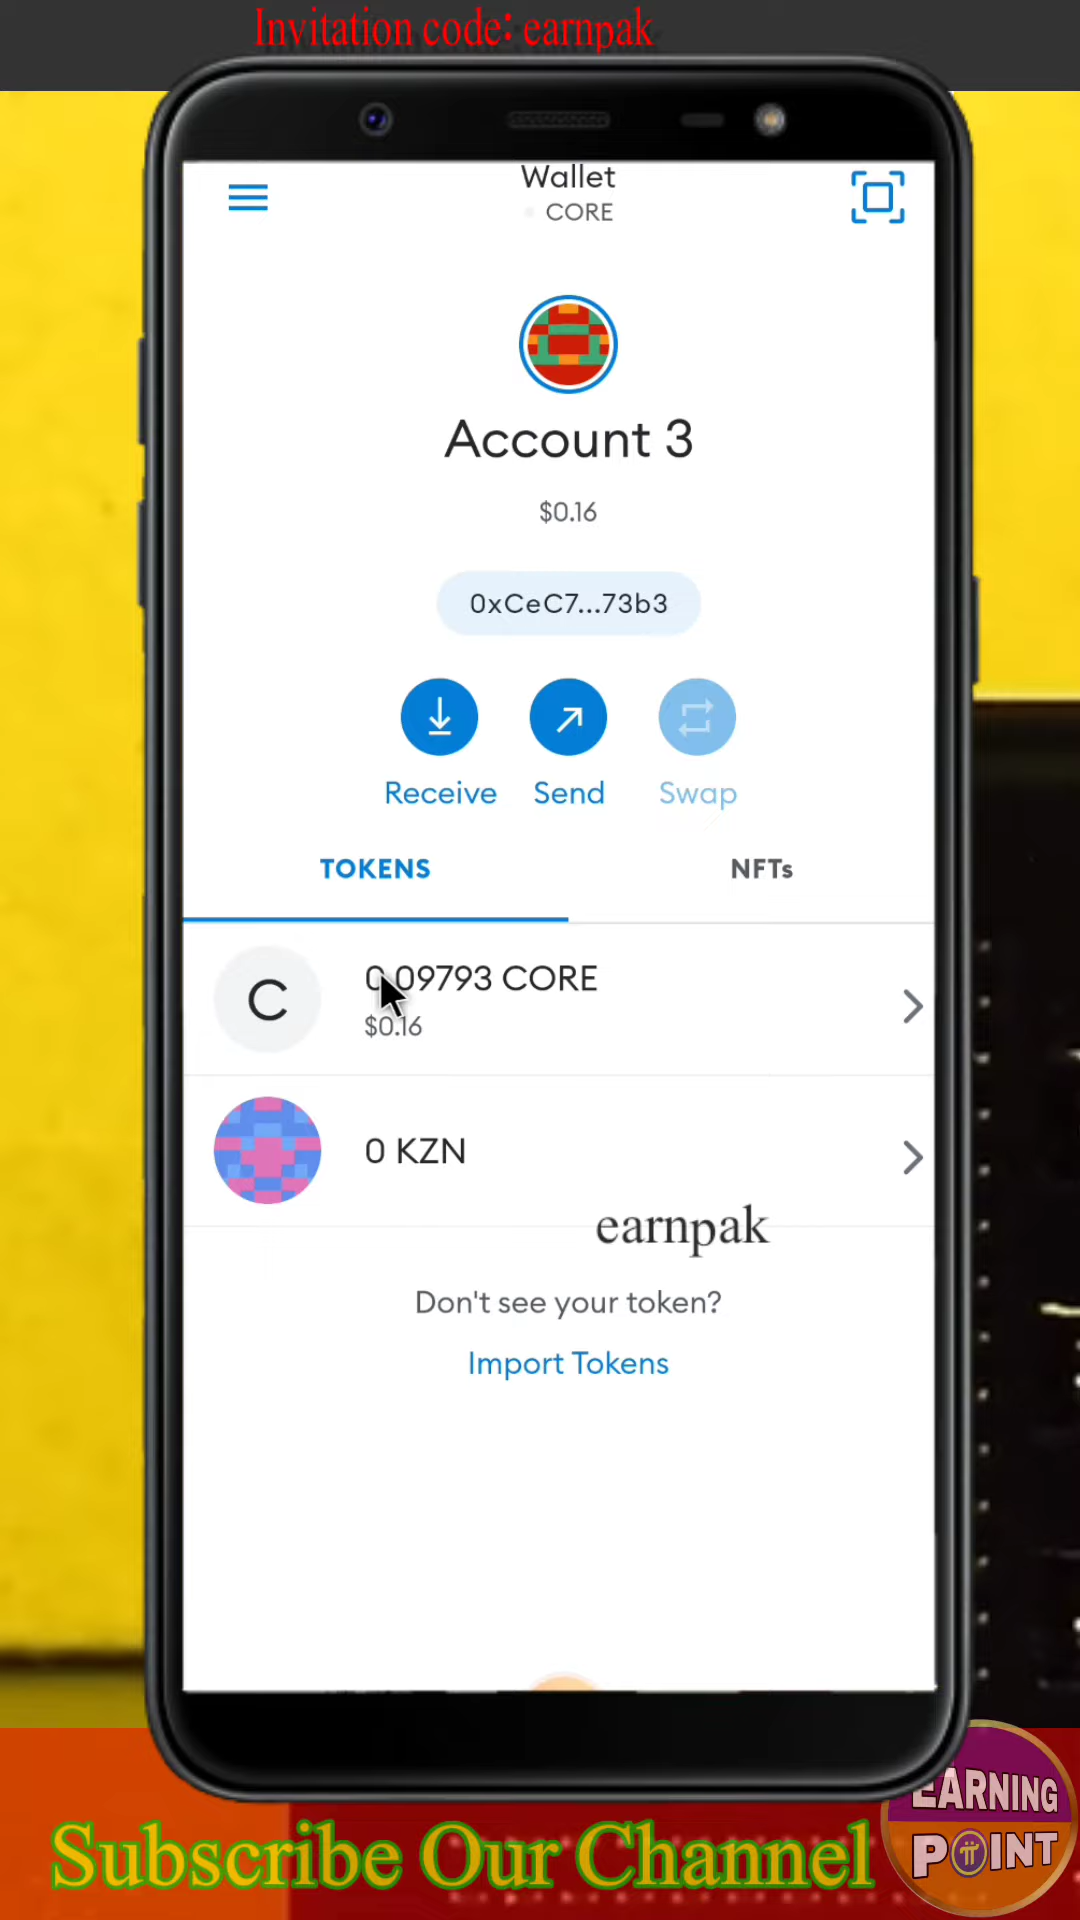 Invitation code: earnpak
Wallet
CORE
Account 3
$0.16
0xCeC7...73b3
Receive Send Swap
TOKENS NFTs
C
0.09793 CORE
$0.16
0 KZN
earnpak
Don't see your token?
Import Tokens
EARNING
POINT
Subscribe Our Channel